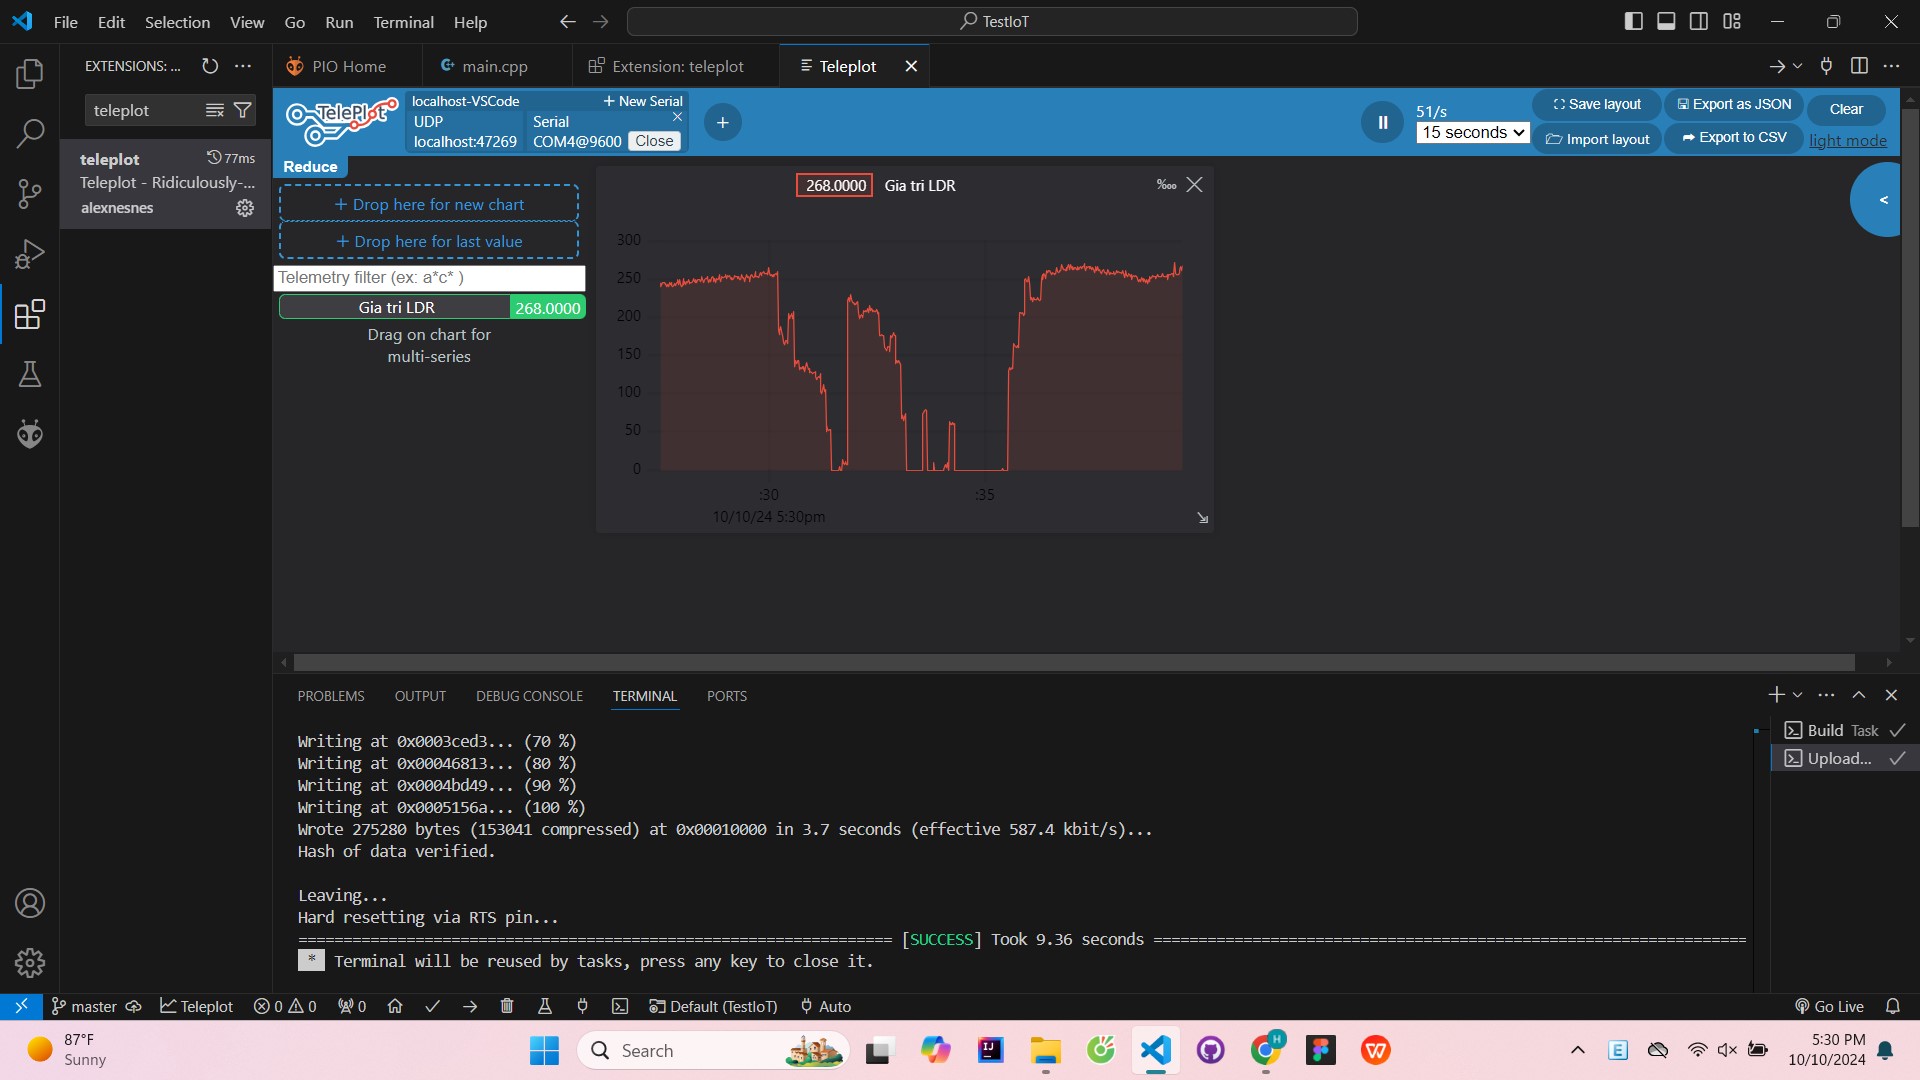 File Edit Selection View Go Run Terminal Help
TestIoT
EXTENSIONS: ...
PIO Home
main.cpp
Extension: teleplot
Teleplot
teleplot
teleplot 77ms
Teleplot - Ridiculously-...
alexnesnes
TelePlot
localhost-VSCode + New Serial
UDP
localhost:47269
Serial
COM4@9600 Close
+
51/s
15 seconds
Save layout
Export as JSON
Clear
Import layout
Export to CSV
light mode
Reduce
+ Drop here for new chart
+ Drop here for last value
Telemetry filter (ex: a*c* )
Gia tri LDR 268.0000
Drag on chart for
multi-series
268.0000 Gia tri LDR
‱
<
300
250
200
150
100
50
0
:30 :35
10/10/24 5:30pm
PROBLEMS OUTPUT DEBUG CONSOLE TERMINAL PORTS
Writing at 0x0003ced3... (70 %)
Writing at 0x00046813... (80 %)
Writing at 0x0004bd49... (90 %)
Writing at 0x0005156a... (100 %)
Wrote 275280 bytes (153041 compressed) at 0x00010000 in 3.7 seconds (effective 587.4 kbit/s)...
Hash of data verified.
Leaving...
Hard resetting via RTS pin...
================================================================== [SUCCESS] Took 9.36 seconds ==================================================================
* Terminal will be reused by tasks, press any key to close it.
Build Task
Upload...
master Teleplot 0 0 0 Default (TestIoT) Auto Go Live
87°F
Sunny
Search
IJ
H
E
5:30 PM
10/10/2024